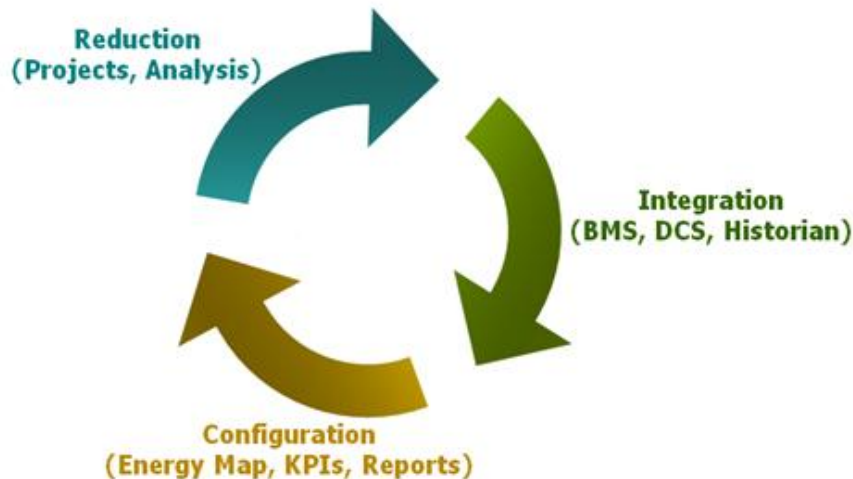 Reduction
(Projects, Analysis)
Integration
(BMS, DCS, Historian)
Configuration
(Energy Map, KPIs, Reports)